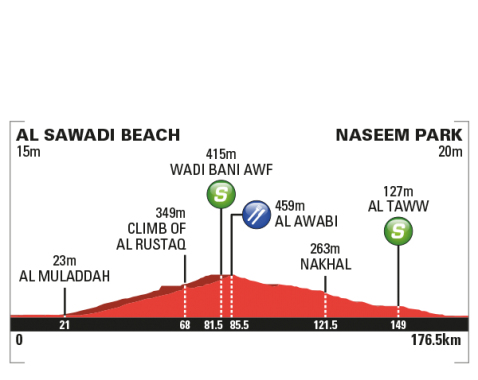 AL SAWADI BEACH
15m
NASEEM PARK
20m
415m
WADI BANI AWF
S
459m
AL AWABI
127m
AL TAWW
S
349m
CLIMB OF
AL RUSTAQ
263m
NAKHAL
23m
AL MULADDAH
21 68 81.5 85.5 121.5 149
0 176.5km